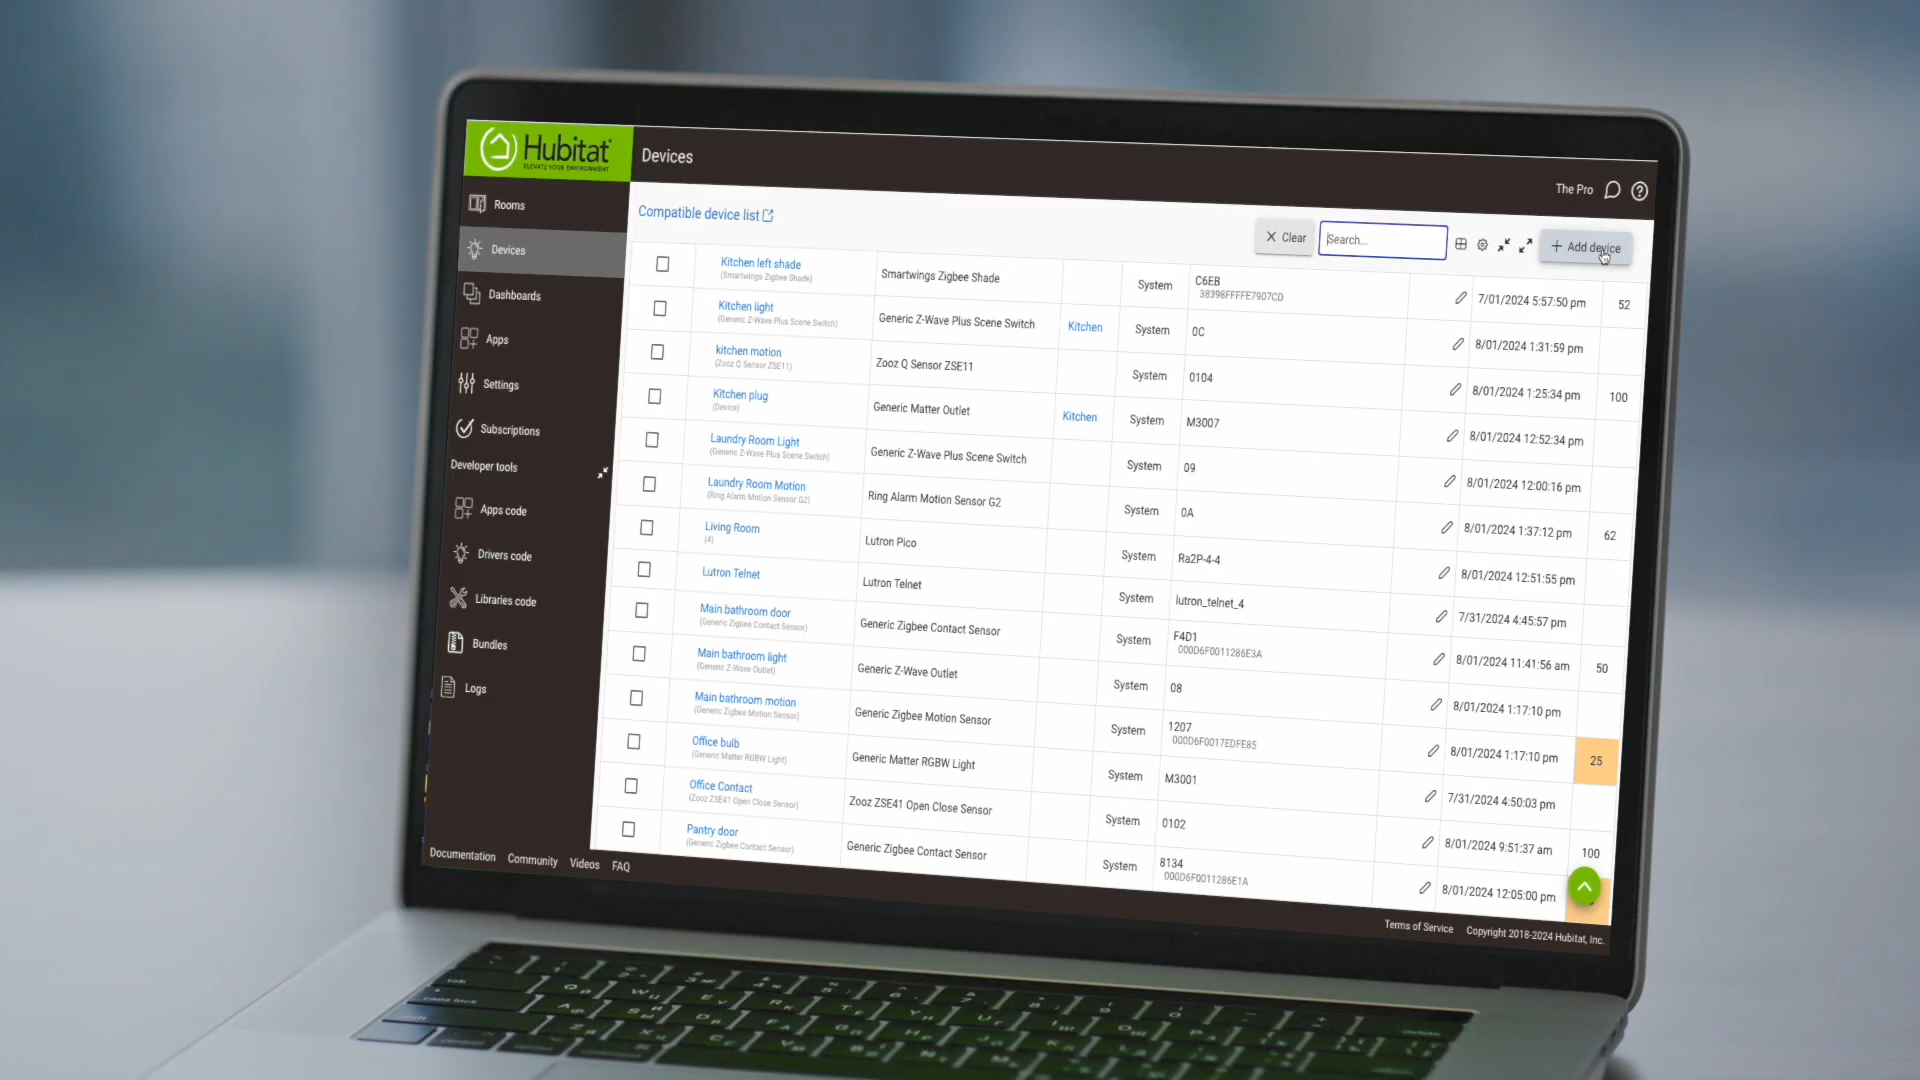 Hubitat
ELEVATE YOUR ENVIRONMENT
Devices
The Pro
Rooms
Devices
Dashboards
Apps
Settings
Subscriptions
Developer tools
Apps code
Drivers code
Libraries code
Bundles
Logs
Compatible device list
Clear
Search...
+ Add device
Kitchen left shade Smartwings Zigbee Shade System C6EB 7/01/2024 5:57:50 pm 52
(Smartwings Zigbee Shade) 38398FFFFE7907CD
Kitchen light Generic Z-Wave Plus Scene Switch Kitchen System 0C 8/01/2024 1:31:59 pm
(Generic Z-Wave Plus Scene Switch)
kitchen motion Zooz Q Sensor ZSE11 System 0104 8/01/2024 1:25:34 pm 100
(Zooz Q Sensor ZSE11)
Kitchen plug Generic Matter Outlet Kitchen System M3007 8/01/2024 12:52:34 pm
(Device)
Laundry Room Light Generic Z-Wave Plus Scene Switch System 09 8/01/2024 12:00:16 pm
(Generic Z-Wave Plus Scene Switch)
Laundry Room Motion Ring Alarm Motion Sensor G2 System 0A 8/01/2024 1:37:12 pm 62
(Ring Alarm Motion Sensor G2)
Living Room Lutron Pico System Ra2P-4-4 8/01/2024 12:51:55 pm
(4)
Lutron Telnet Lutron Telnet System lutron_telnet_4 7/31/2024 4:45:57 pm
Main bathroom door Generic Zigbee Contact Sensor System F4D1 8/01/2024 11:41:56 am 50
(Generic Zigbee Contact Sensor) 000D6F0011286E3A
Main bathroom light Generic Z-Wave Outlet System 08 8/01/2024 1:17:10 pm
(Generic Z-Wave Outlet)
Main bathroom motion Generic Zigbee Motion Sensor System 1207 8/01/2024 1:17:10 pm 25
(Generic Zigbee Motion Sensor) 000D6F0017EDFE85
Office bulb Generic Matter RGBW Light System M3001 7/31/2024 4:50:03 pm
(Generic Matter RGBW Light)
Office Contact Zooz ZSE41 Open Close Sensor System 0102 8/01/2024 9:51:37 am 100
(Zooz ZSE41 Open Close Sensor)
Pantry door Generic Zigbee Contact Sensor System 8134 8/01/2024 12:05:00 pm
(Generic Zigbee Contact Sensor) 000D6F0011286E1A
Documentation Community Videos FAQ
Terms of Service Copyright 2018-2024 Hubitat, Inc.
tab
caps lock
delete